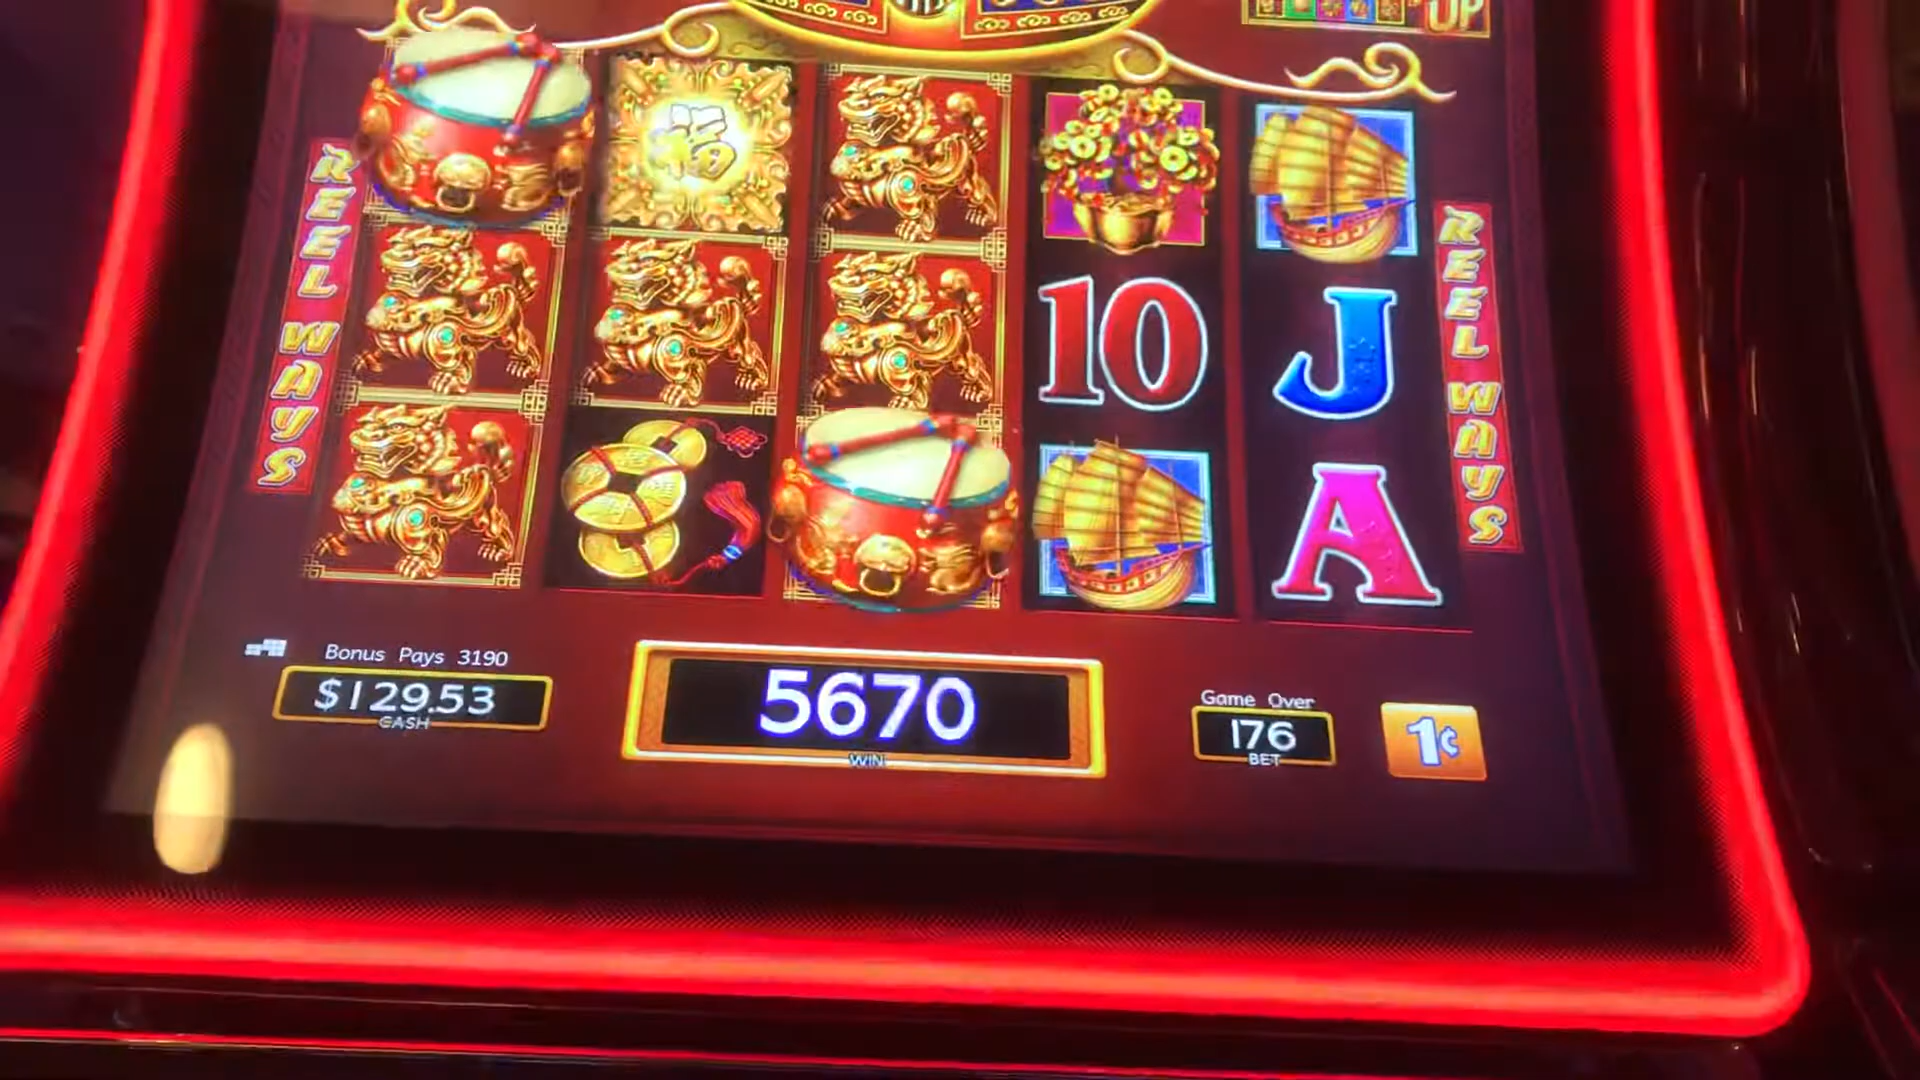 UP
福
REEL WAYS
REEL WAYS
10
J
A
Bonus Pays 3190
$129.53
CASH
5670
WIN
Game Over
176
BET
1¢